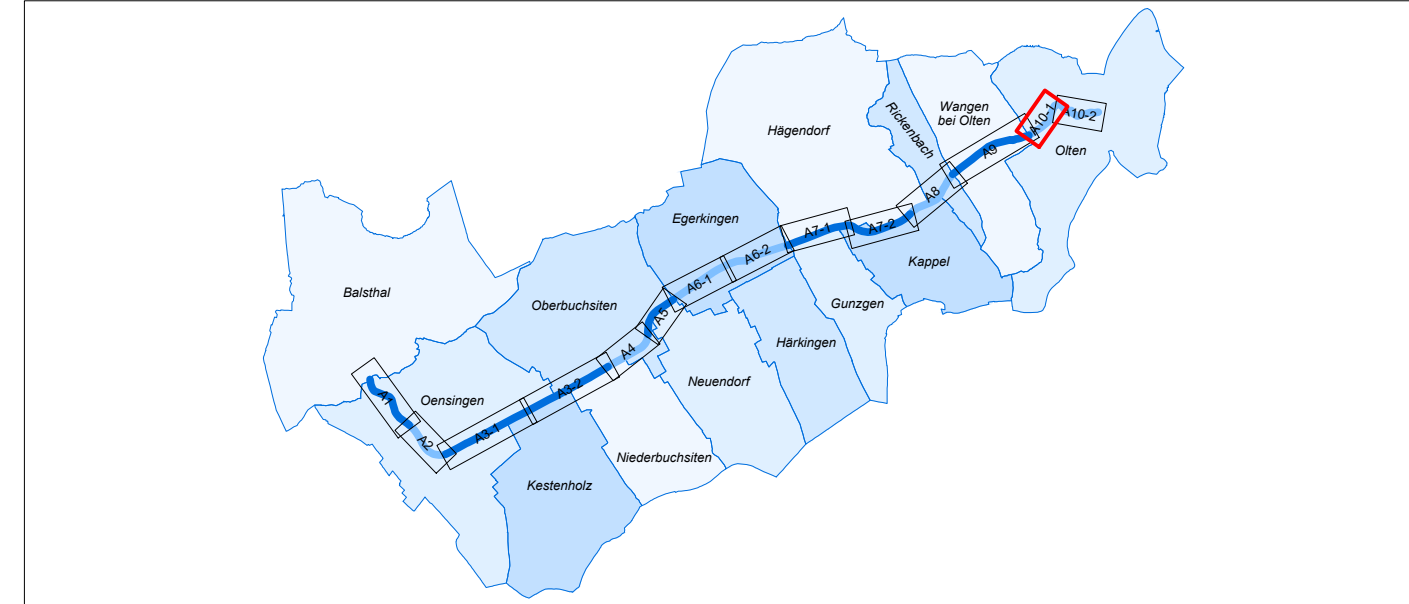 Hägendorf
Rickenbach
Wangen
bei Olten
A10-1
A10-2
Olten
A9
A8
Egerkingen
A7-1
A7-2
A6-2
A6-1
Kappel
Balsthal
Oberbuchsiten
Gunzgen
A5
Härkingen
A4
Neuendorf
A3-2
A1
Oensingen
A2
A3-1
Niederbuchsiten
Kestenholz